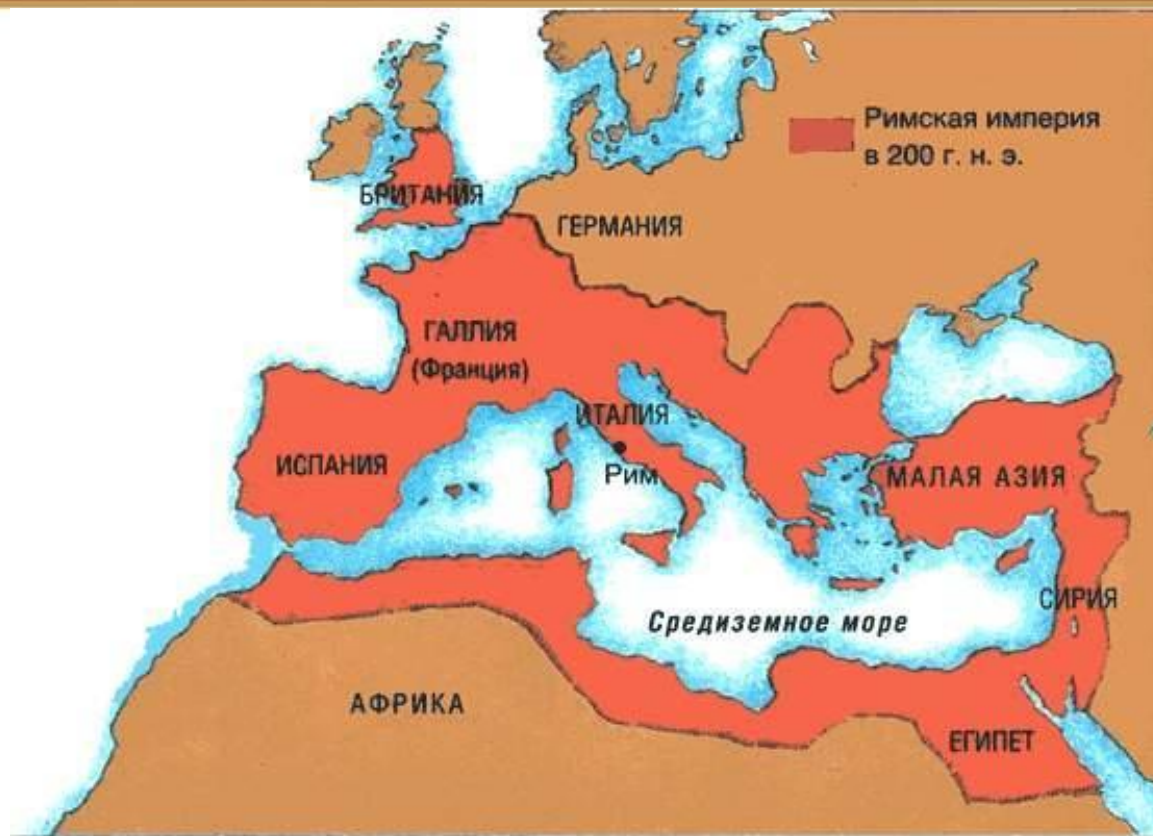 Римская империя
в 200 г. н. э.
БРИТАНИЯ
ГЕРМАНИЯ
ГАЛЛИЯ
(Франция)
ИТАЛИЯ
Рим
ИСПАНИЯ
МАЛАЯ АЗИЯ
СИРИЯ
Средиземное море
АФРИКА
ЕГИПЕТ